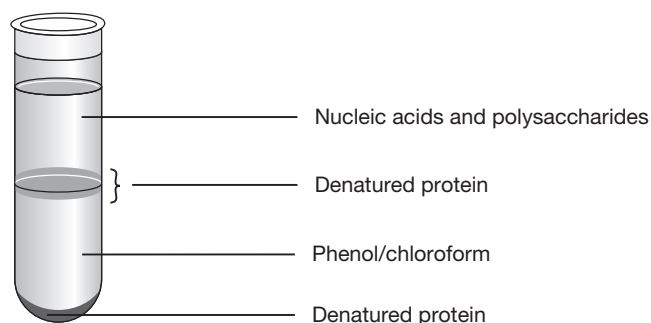 Nucleic acids and polysaccharides
Denatured protein
Phenol/chloroform
Denatured protein